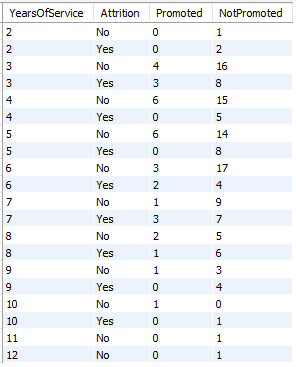 YearsOfService Attrition Promoted NotPromoted
2 No 0 1
2 Yes 0 2
3 No 4 16
3 Yes 3 8
4 No 6 15
4 Yes 0 5
5 No 6 14
5 Yes 0 8
6 No 3 17
6 Yes 2 4
7 No 1 9
7 Yes 3 7
8 No 2 5
8 Yes 1 6
9 No 1 3
9 Yes 0 4
10 No 1 0
10 Yes 0 1
11 No 0 1
12 No 0 1